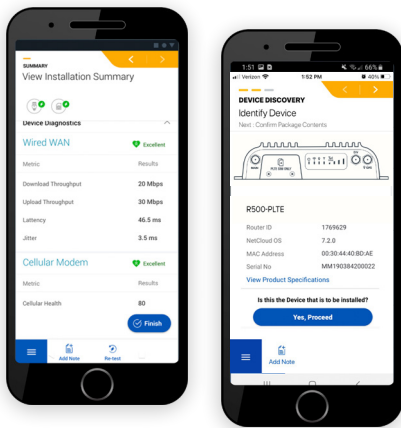 SUMMARY
View Installation Summary
Device Diagnostics
Wired WAN Excellent
Metric Results
Download Throughput 20 Mbps
Upload Throughput 30 Mbps
Lattency 46.5 ms
Jitter 3.5 ms
Cellular Modem Excellent
Metric Results
Cellular Health 80
Finish
Add Note Re-test ...
1:51 66%
Verizon 1:52 PM 40%
DEVICE DISCOVERY
Identify Device
Next : Confirm Package Contents
R500-PLTE
Router ID 1769629
NetCloud OS 7.2.0
MAC Address 00:30:44:40:BD:AE
Serial No MM190384200022
View Product Specifications
Is this the Device that is to be installed?
Yes, Proceed
Add Note